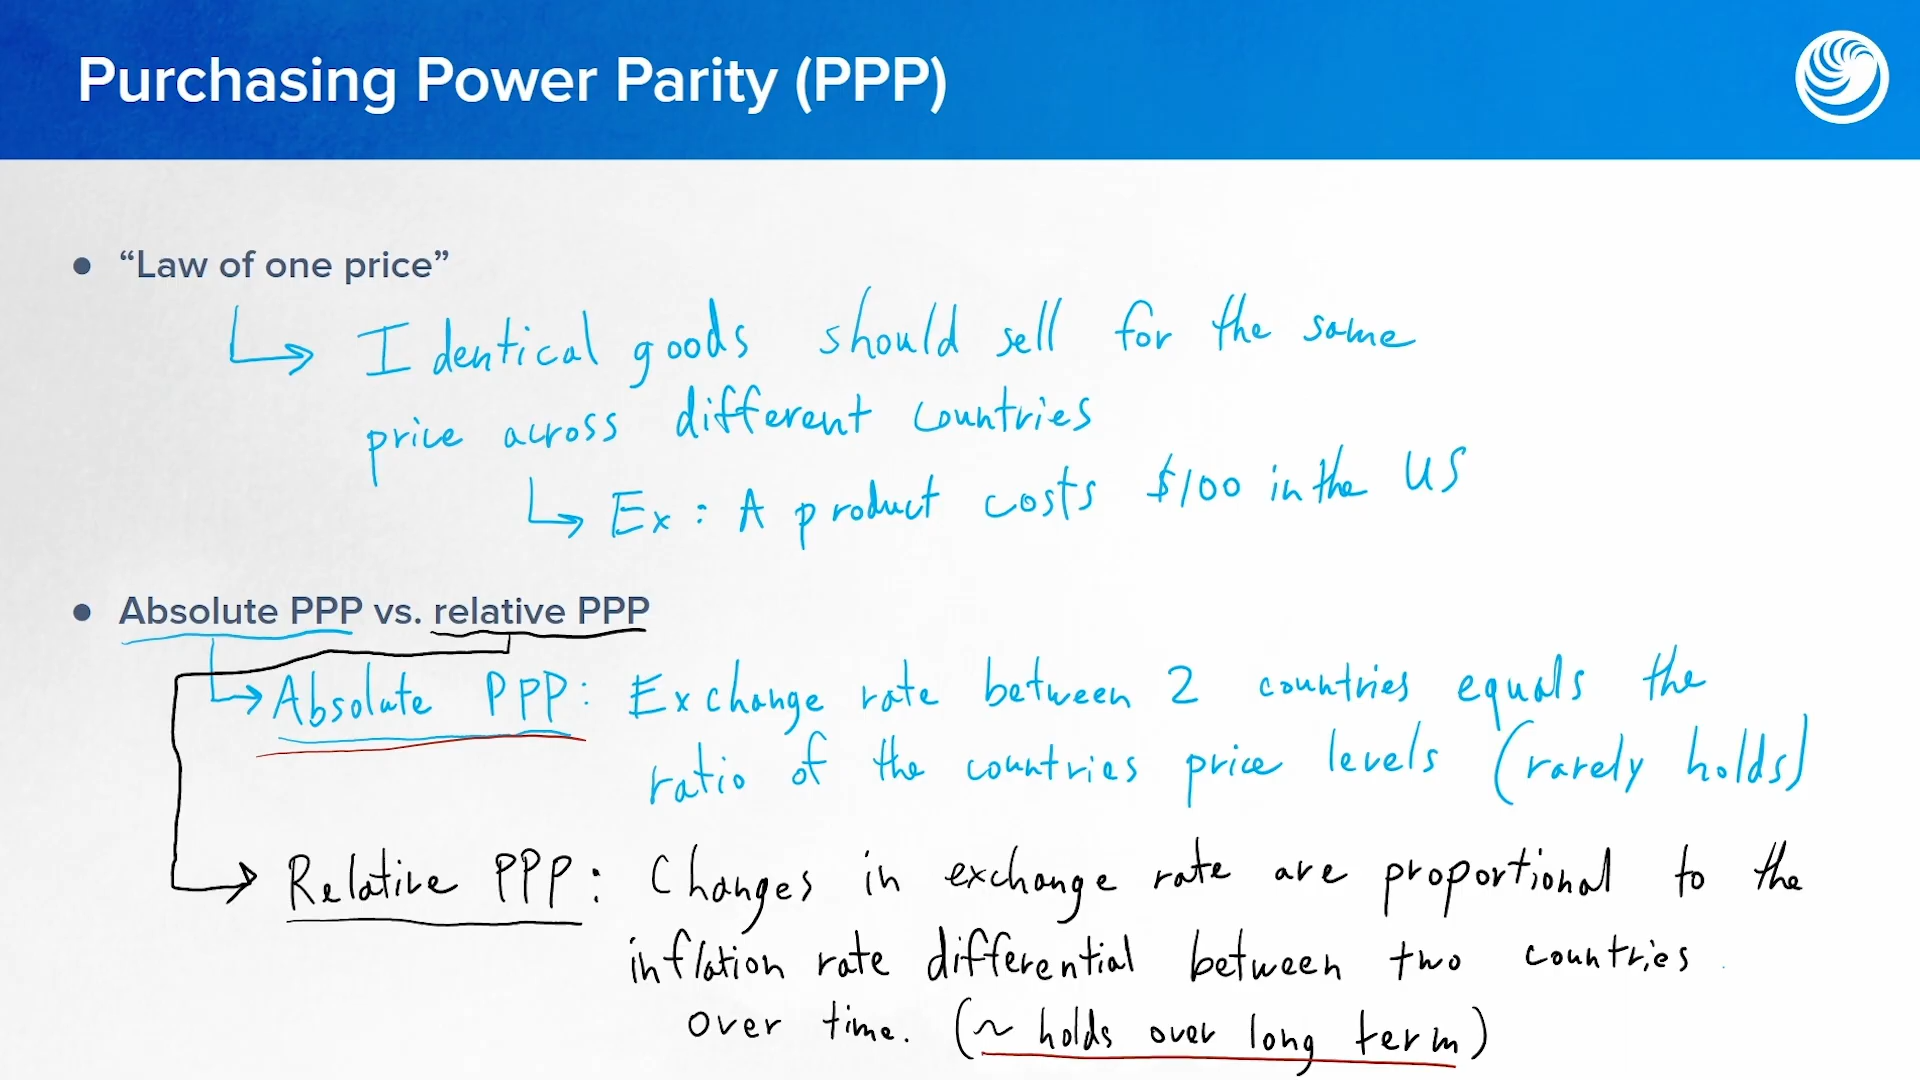 Purchasing Power Parity (PPP)
• “Law of one price”
Identical goods should sell for the same
price across different countries
Ex: A product costs $100 in the US
• Absolute PPP vs. relative PPP
Absolute PPP: Exchange rate between 2 countries equals the
ratio of the countries price levels (rarely holds)
Relative PPP: Changes in exchange rate are proportional to the
inflation rate differential between two countries
over time. (~ holds over long term)